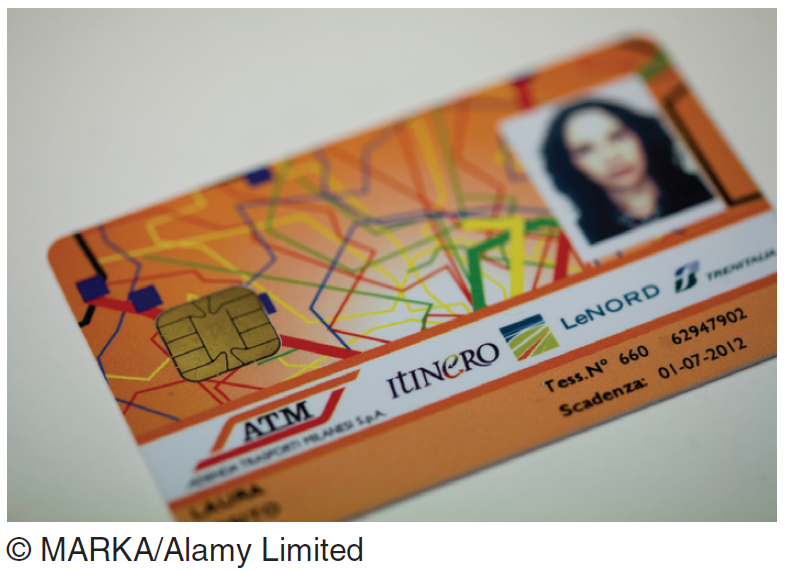 ATM
AZIENDA TRASPORTI MILANESI S.p.A.
ITINERO
LeNORD
TRENITALIA
Tess.N° 660 62947902
Scadenza: 01-07-2012
LAURA
© MARKA/Alamy Limited